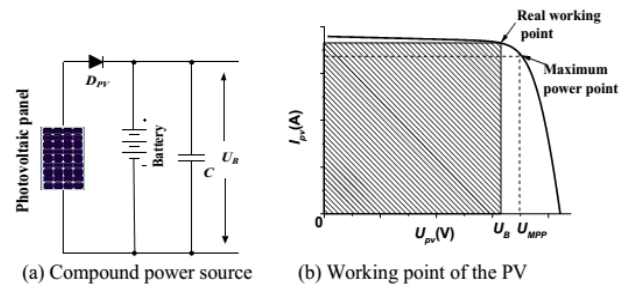 Photovoltaic panel
D_PV
Battery
C
U_B
(a) Compound power source
Real working
point
Maximum
power point
I_pv(A)
0
U_pv(V)
U_B
U_MPP
(b) Working point of the PV